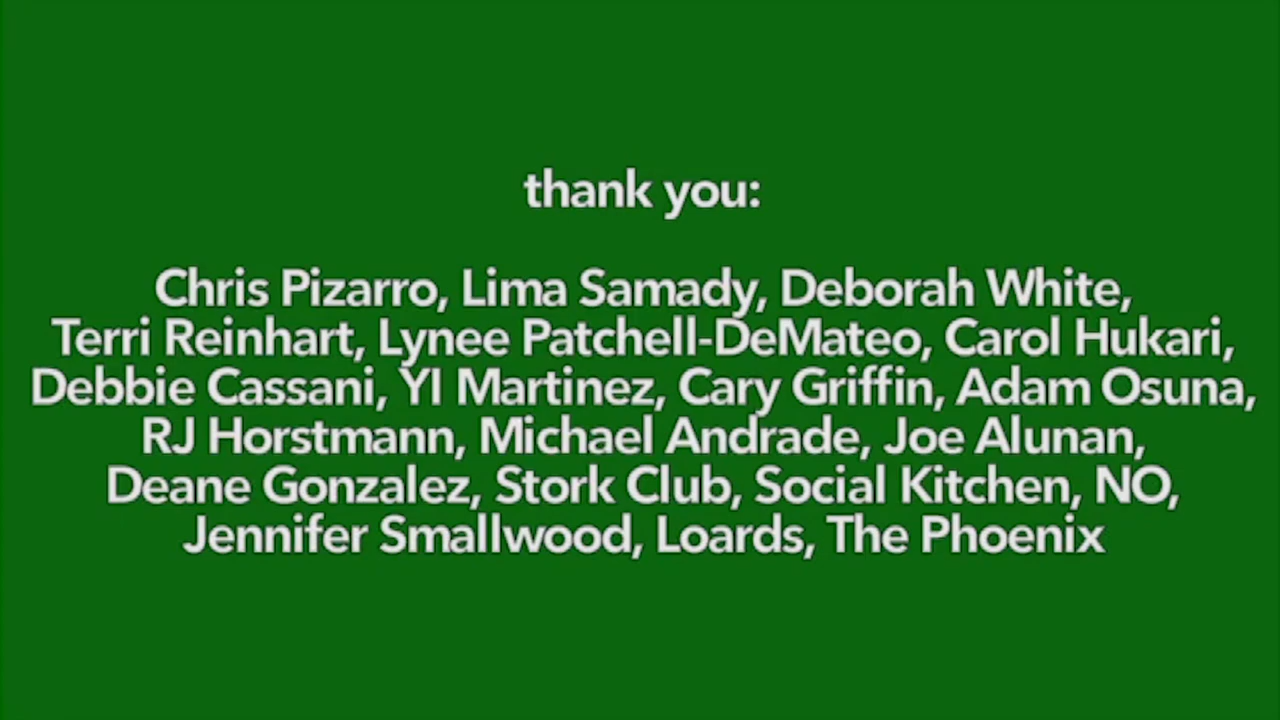 thank you:
Chris Pizarro, Lima Samady, Deborah White,
Terri Reinhart, Lynee Patchell-DeMateo, Carol Hukari,
Debbie Cassani, YI Martinez, Cary Griffin, Adam Osuna,
RJ Horstmann, Michael Andrade, Joe Alunan,
Deane Gonzalez, Stork Club, Social Kitchen, NO,
Jennifer Smallwood, Loards, The Phoenix